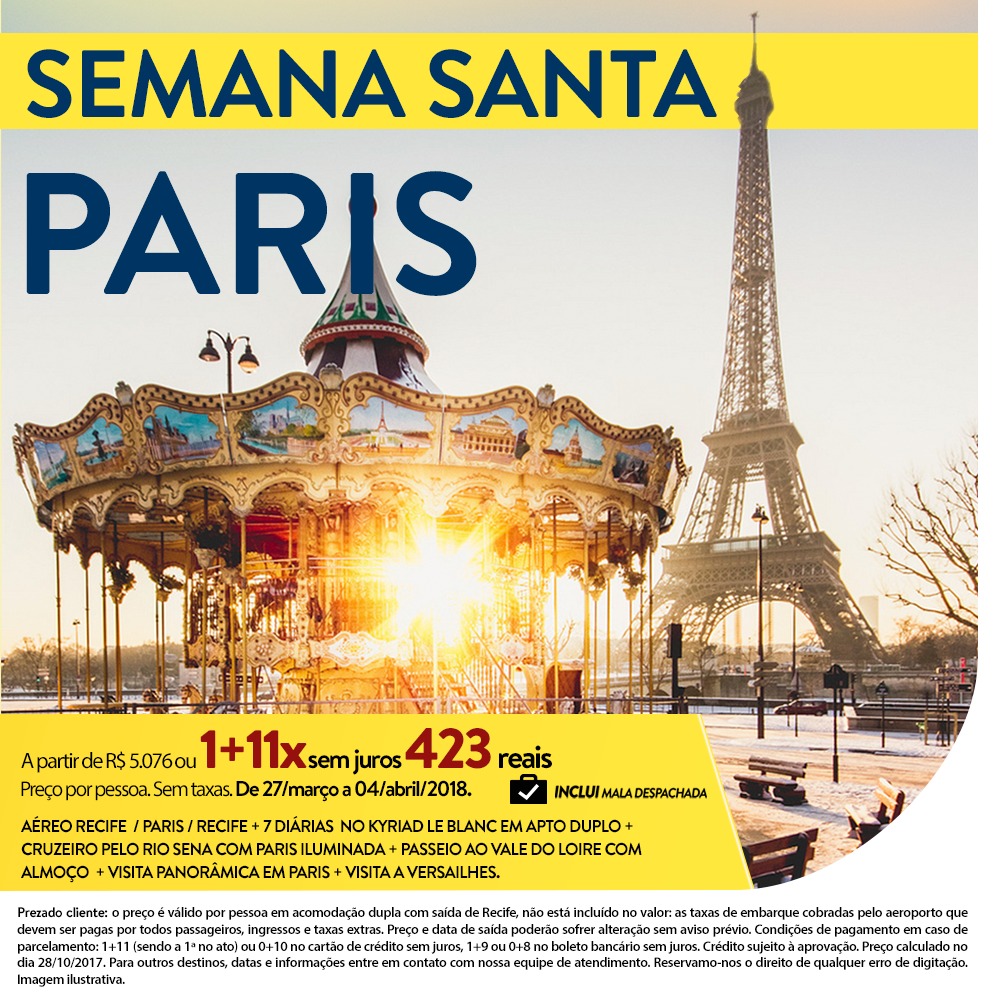 SEMANA SANTA
PARIS
A partir de R$ 5.076 ou 1+11x sem juros 423 reais
Preço por pessoa. Sem taxas. De 27/março a 04/abril/2018.
INCLUI MALA DESPACHADA
AÉREO RECIFE / PARIS / RECIFE + 7 DIÁRIAS NO KYRIAD LE BLANC EM APTO DUPLO +
CRUZEIRO PELO RIO SENA COM PARIS ILUMINADA + PASSEIO AO VALE DO LOIRE COM
ALMOÇO + VISITA PANORÂMICA EM PARIS + VISITA A VERSAILHES.
Prezado cliente: o preço é válido por pessoa em acomodação dupla com saída de Recife, não está incluído no valor: as taxas de embarque cobradas pelo aeroporto que
devem ser pagas por todos passageiros, ingressos e taxas extras. Preço e data de saída poderão sofrer alteração sem aviso prévio. Condições de pagamento em caso de
parcelamento: 1+11 (sendo a 1ª no ato) ou 0+10 no cartão de crédito sem juros, 1+9 ou 0+8 no boleto bancário sem juros. Crédito sujeito à aprovação. Preço calculado no
dia 28/10/2017. Para outros destinos, datas e informações entre em contato com nossa equipe de atendimento. Reservamo-nos o direito de qualquer erro de digitação.
Imagem ilustrativa.